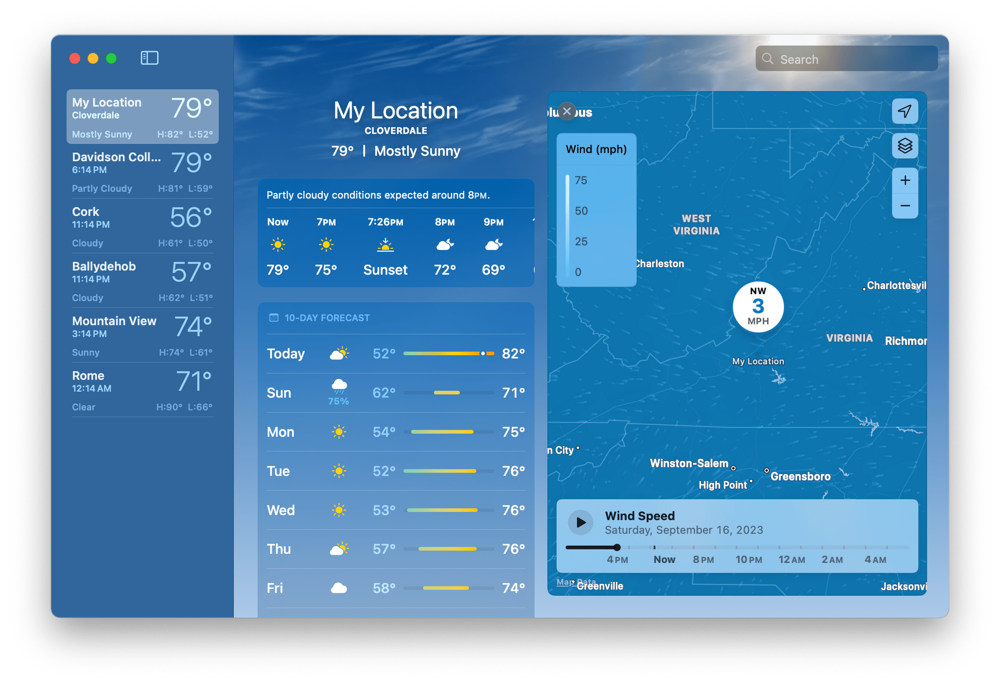 Search
My Location
79°
Cloverdale
Mostly Sunny H:82° L:52°
Davidson Coll...
79°
6:14 PM
Partly Cloudy H:81° L:59°
Cork
56°
11:14 PM
Cloudy H:61° L:50°
Ballydehob
57°
11:14 PM
Cloudy H:62° L:51°
Mountain View
74°
3:14 PM
Sunny H:74° L:61°
Rome
71°
12:14 AM
Clear H:90° L:66°
My Location
CLOVERDALE
79° | Mostly Sunny
Partly cloudy conditions expected around 8PM.
Now 7PM 7:26PM 8PM 9PM
79° 75° Sunset 72° 69°
10-DAY FORECAST
Today 52° 82°
Sun 75% 62° 71°
Mon 54° 75°
Tue 52° 76°
Wed 53° 76°
Thu 57° 76°
Fri 58° 74°
Wind (mph)
75
50
25
0
WEST
VIRGINIA
Charleston
Charlottesvil
NW
3
MPH
My Location
VIRGINIA
Richmon
n City
Winston-Salem
Greensboro
High Point
Wind Speed
Saturday, September 16, 2023
4 PM Now 8 PM 10 PM 12 AM 2 AM 4 AM
Map Data
Greenville
Jacksonvi